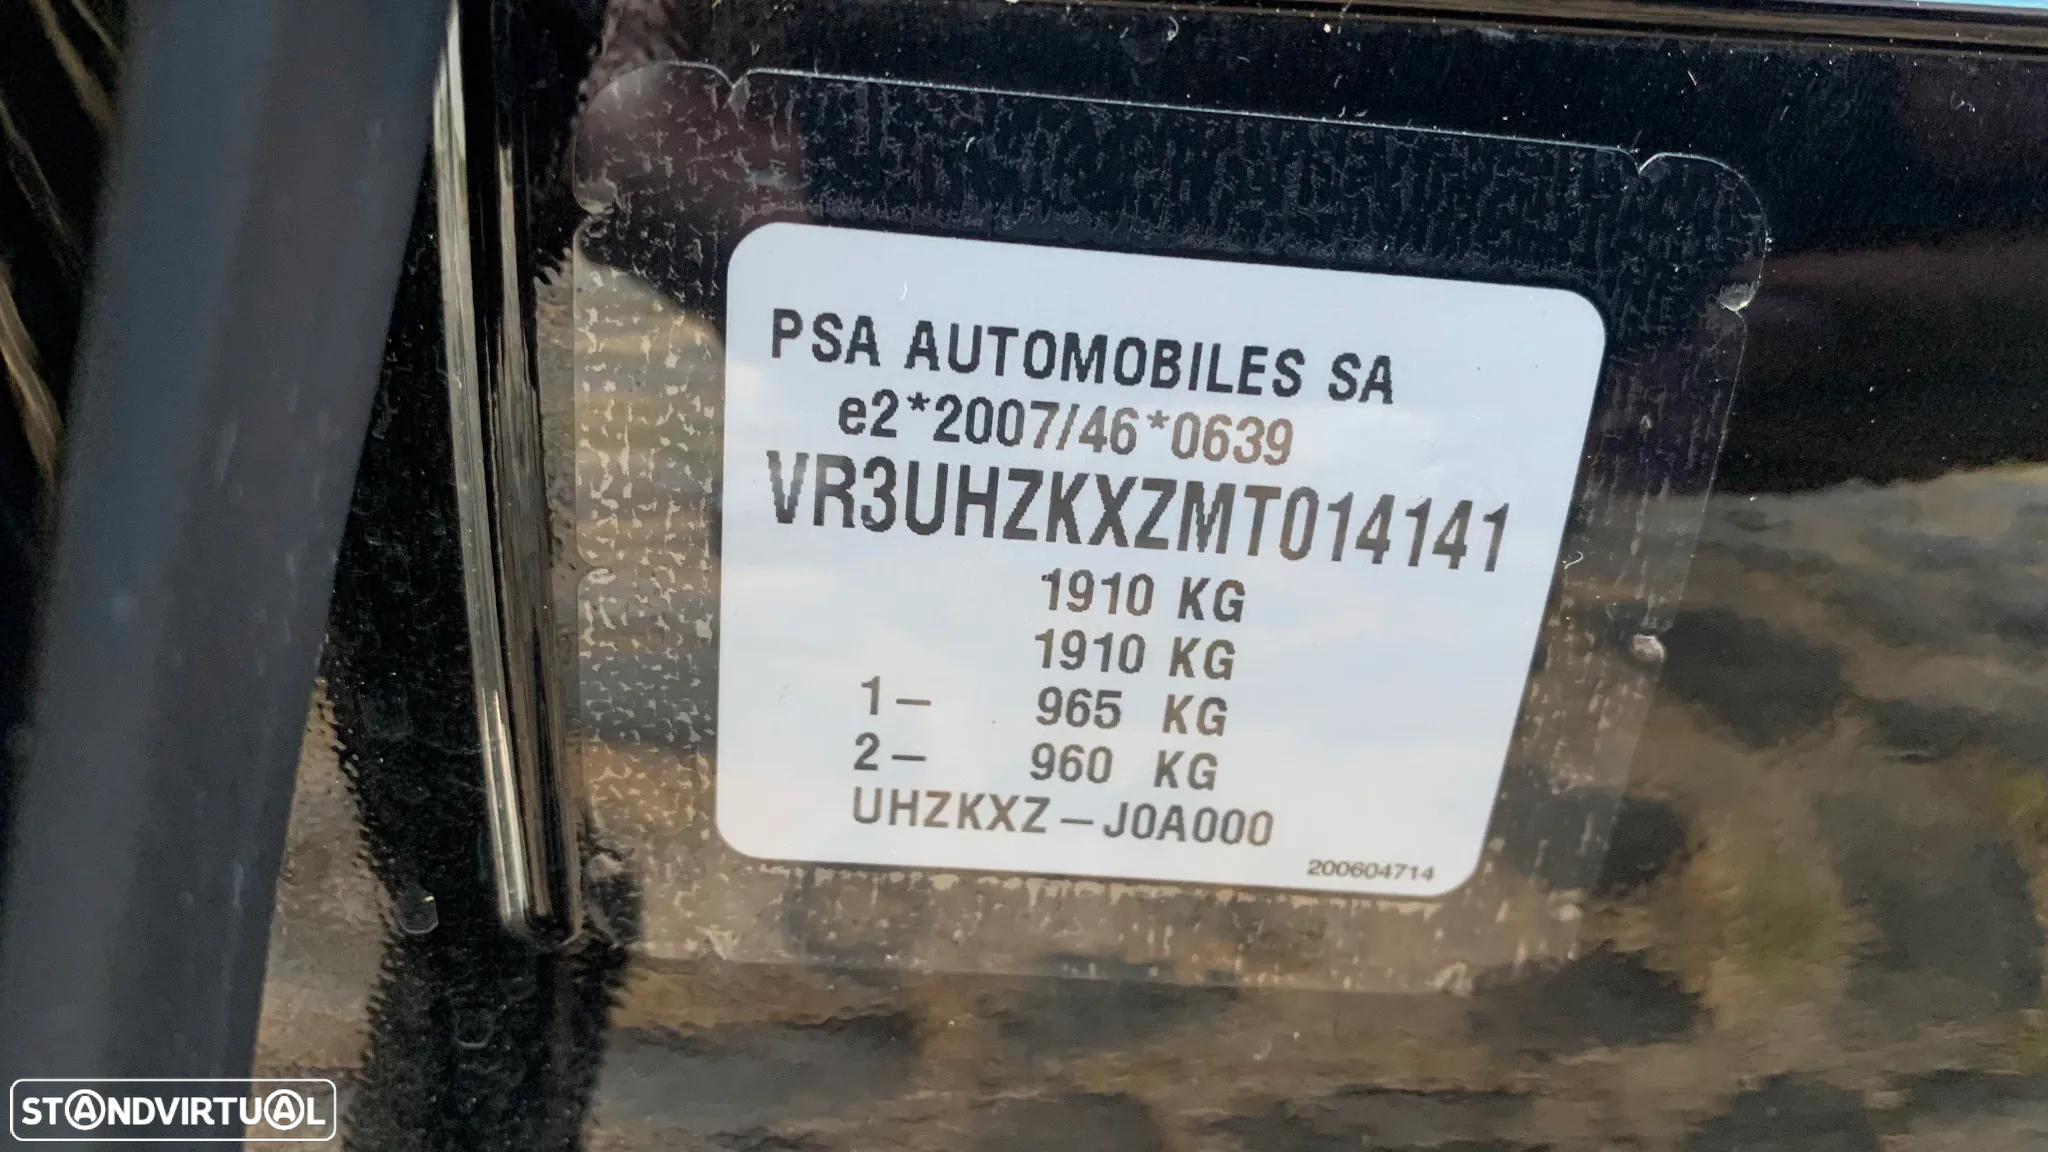 PSA AUTOMOBILES SA
e2*2007/46*0639
VR3UHZKXZMT014141
1910 KG
1910 KG
1- 965 KG
2- 960 KG
UHZKXZ-J0A000
200604714
STANDVIRTUAL